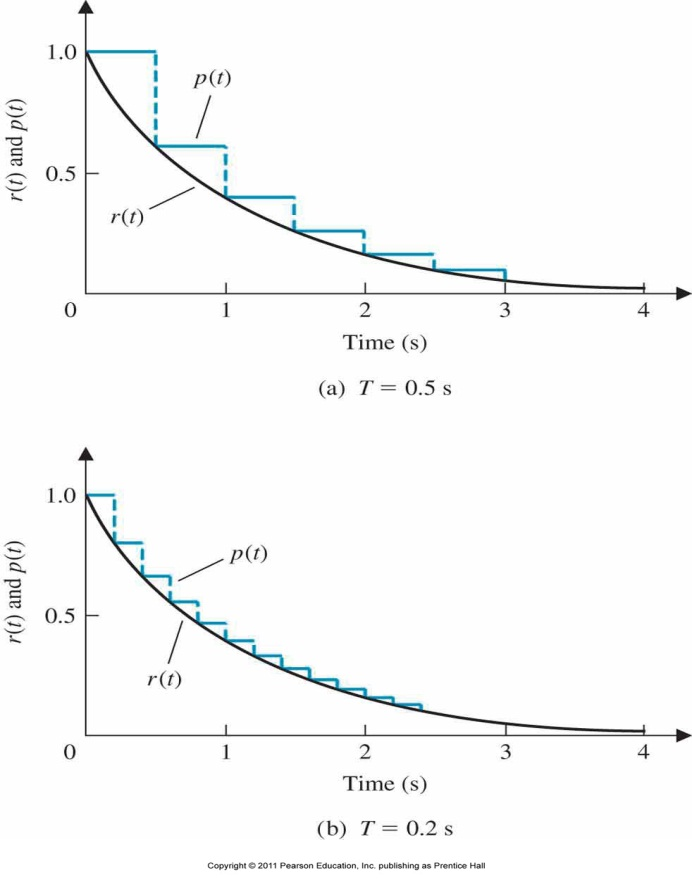 1.0
p(t)
r(t) and p(t)
0.5
r(t)
0 1 2 3 4
Time (s)
(a) T = 0.5 s
1.0
p(t)
r(t) and p(t)
0.5
r(t)
0 1 2 3 4
Time (s)
(b) T = 0.2 s
Copyright © 2011 Pearson Education, Inc. publishing as Prentice Hall